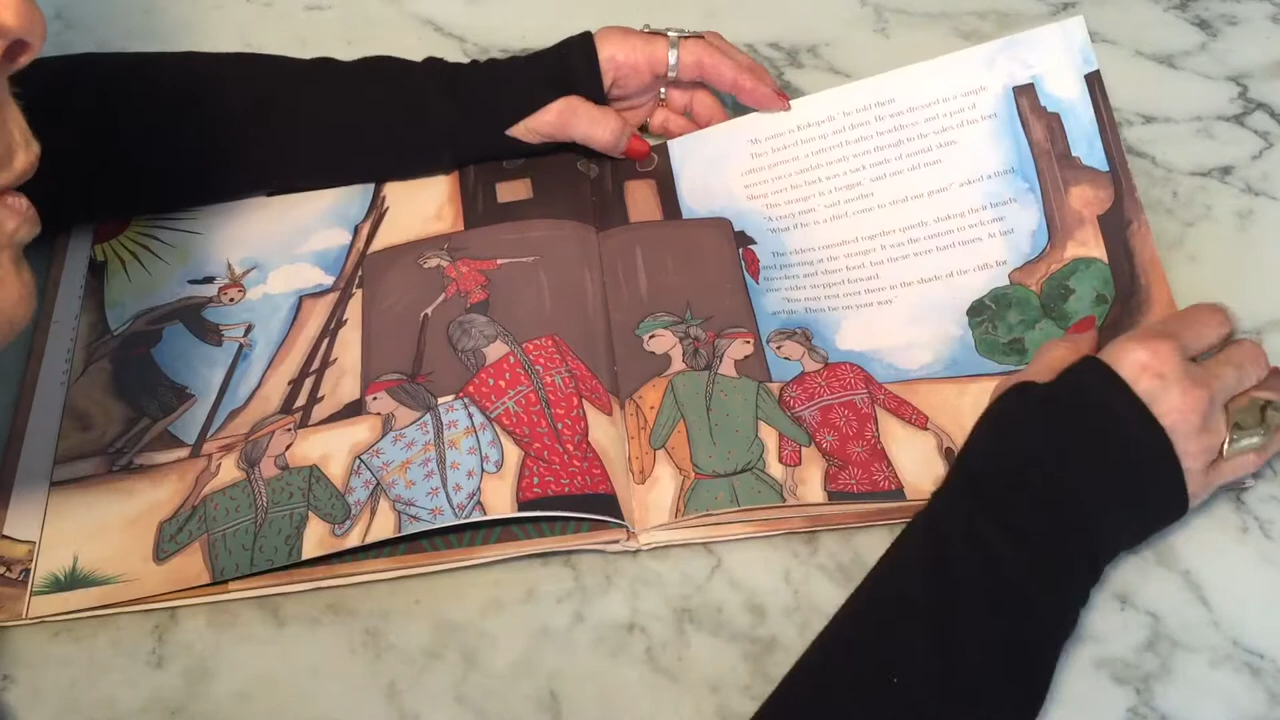 "My name is Kokopelli," he told them.
They looked him up and down. He was dressed in a simple
cotton garment, a tattered feather headdress, and a pair of
woven yucca sandals nearly worn through to the soles of his feet.
Slung over his back was a sack made of animal skins.
"This stranger is a beggar," said one old man.
"A crazy man," said another.
"What if he is a thief, come to steal our grain?" asked a third.
The elders consulted together quietly, shaking their heads
and pointing at the stranger. It was the custom to welcome
travelers and share food, but these were hard times. At last
one elder stepped forward.
"You may rest over there in the shade of the cliffs for
awhile. Then be on your way."